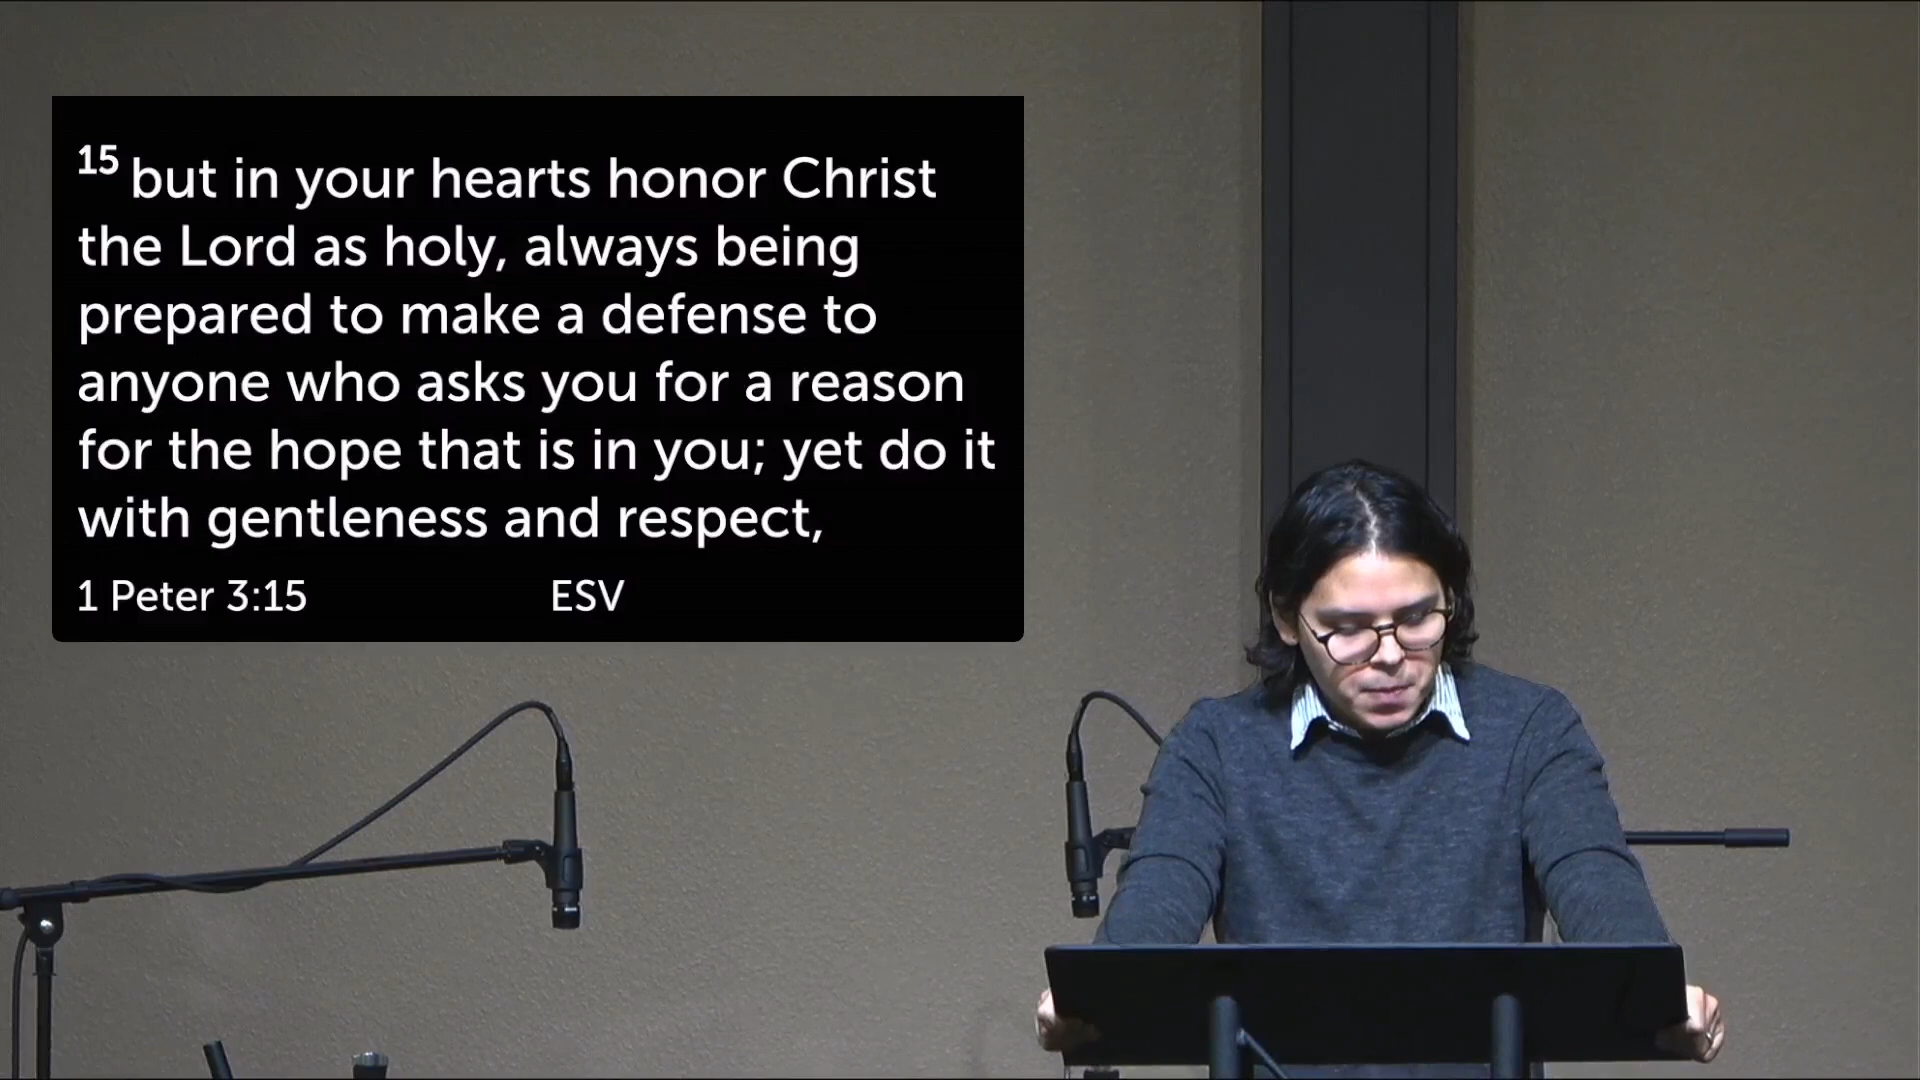 15 but in your hearts honor Christ
the Lord as holy, always being
prepared to make a defense to
anyone who asks you for a reason
for the hope that is in you; yet do it
with gentleness and respect,
1 Peter 3:15 ESV